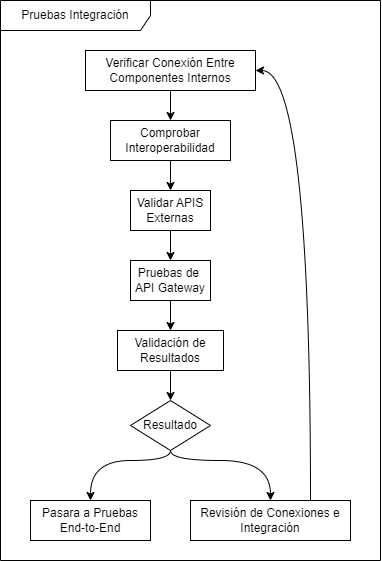 Pruebas Integración
Verificar Conexión Entre
Componentes Internos
Comprobar
Interoperabilidad
Validar APIS
Externas
Pruebas de
API Gateway
Validación de
Resultados
Resultado
Pasara a Pruebas
End-to-End
Revisión de Conexiones e
Integración